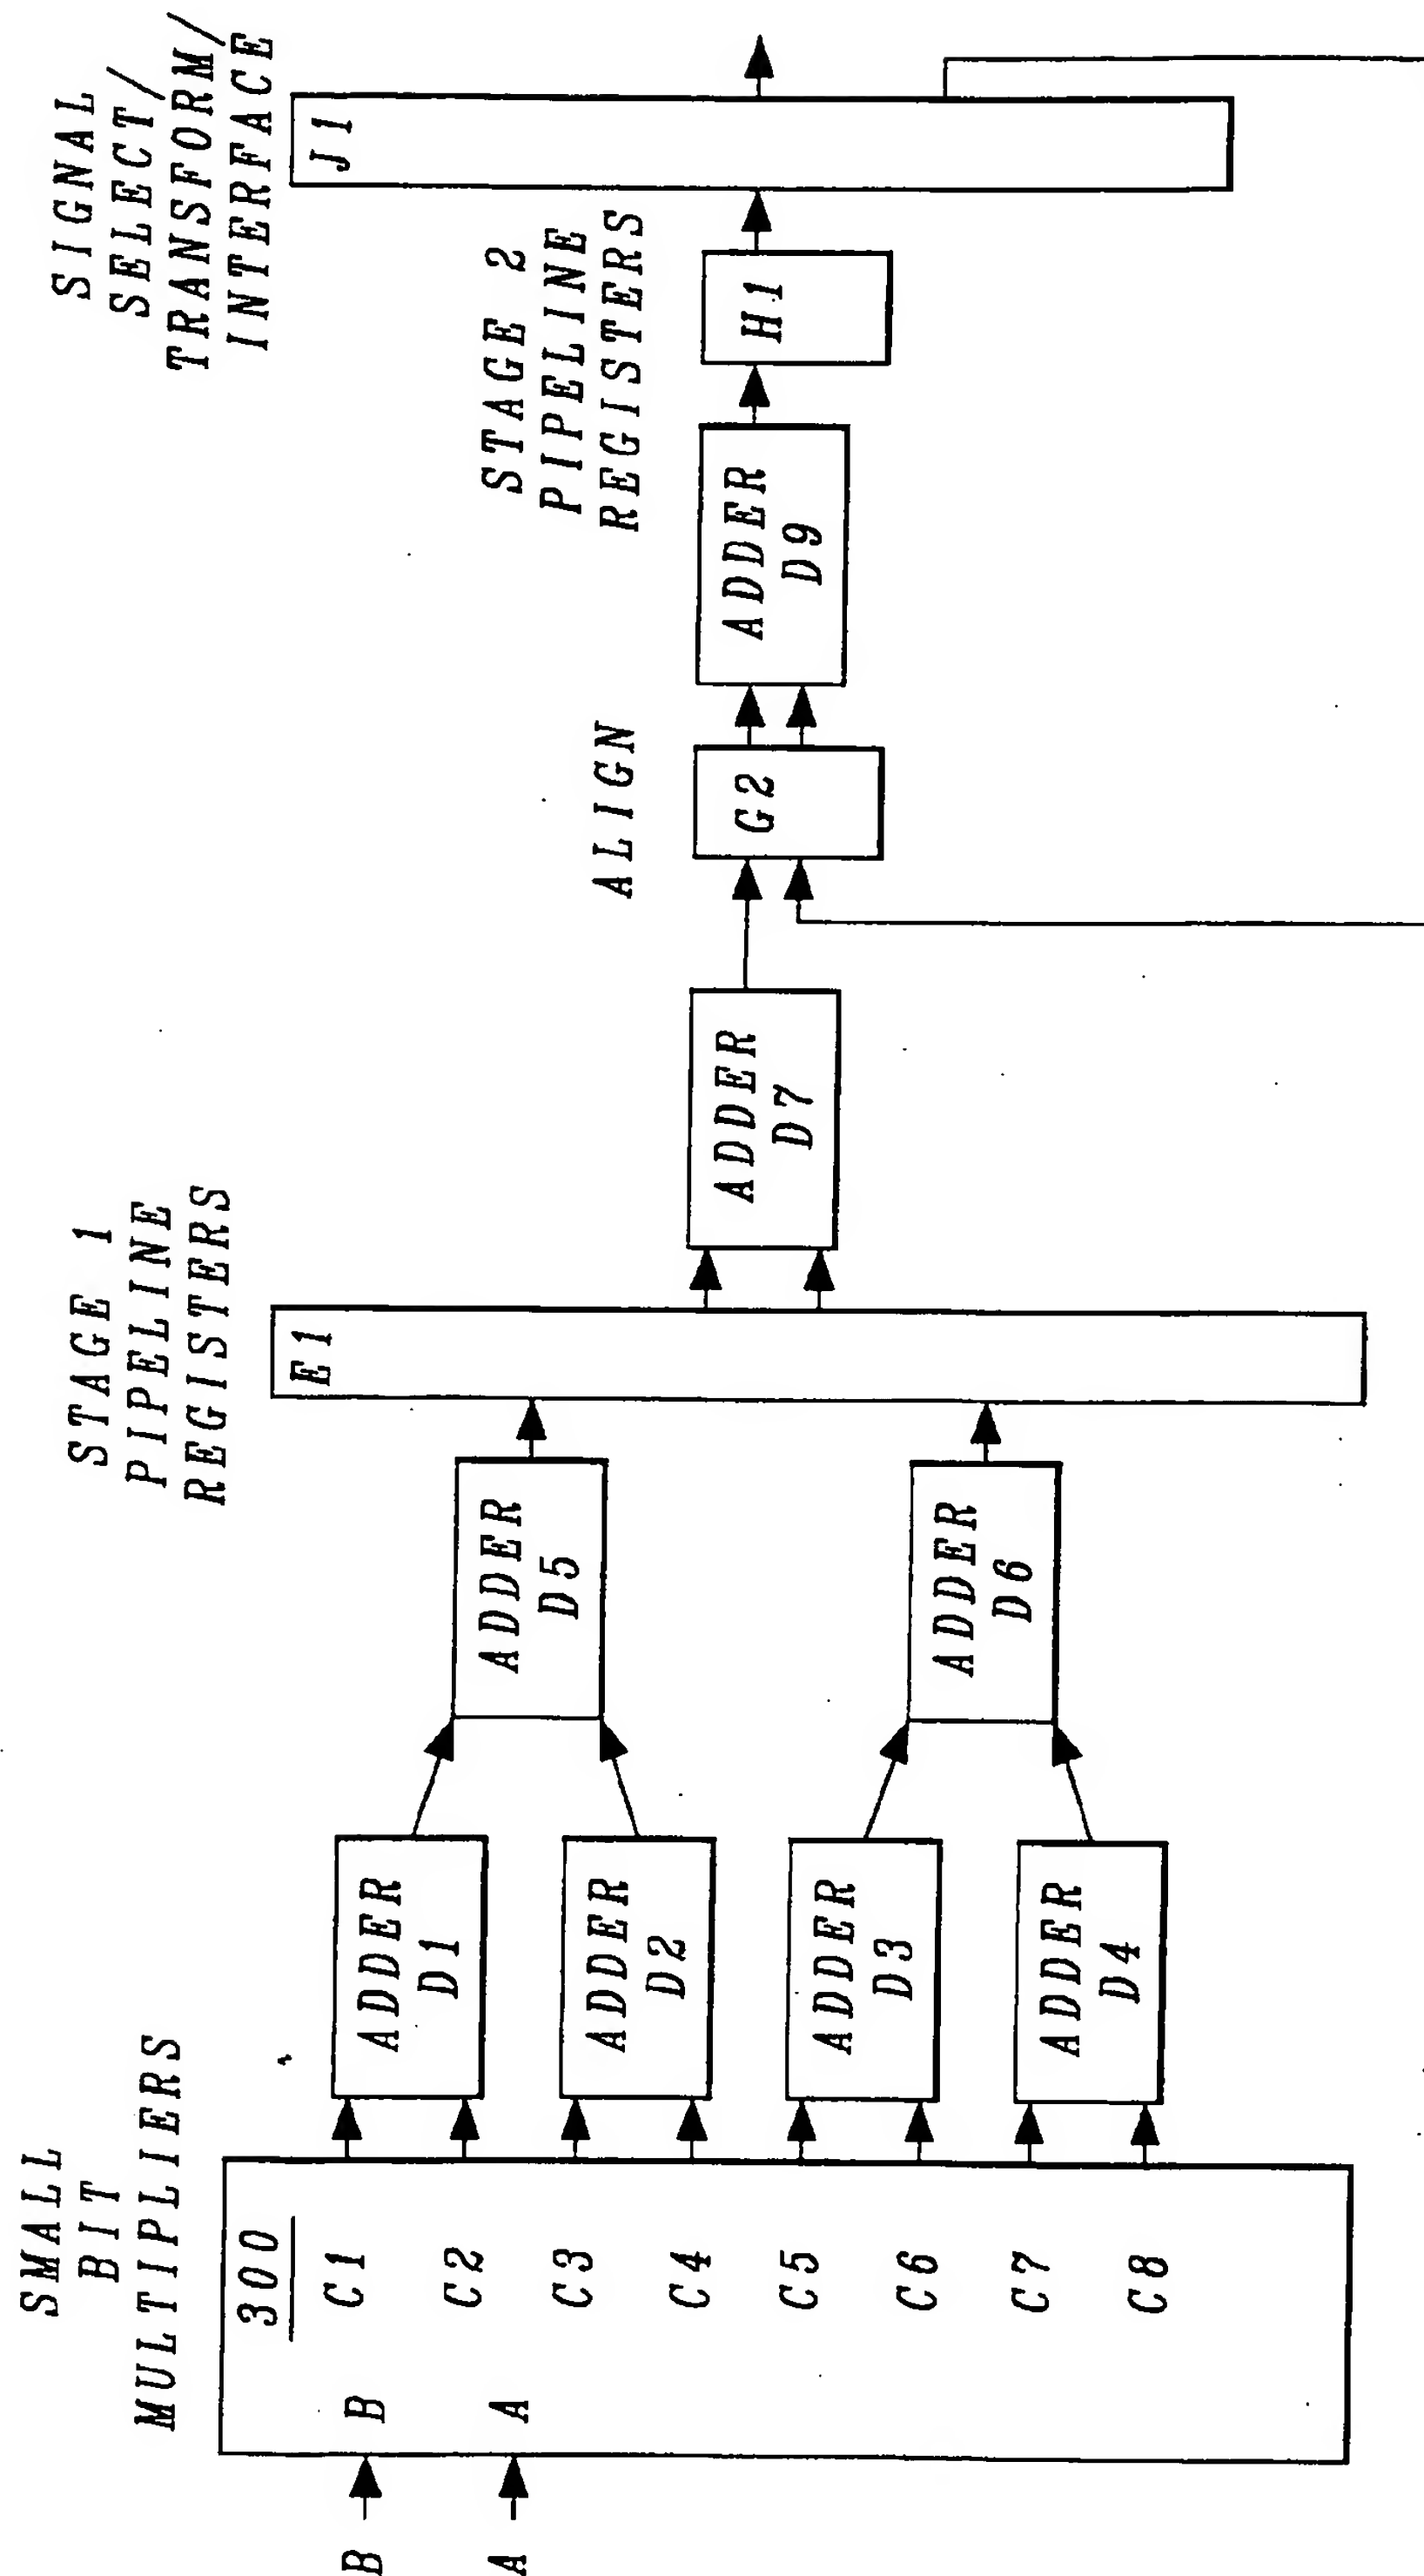 SMALL
BIT
MULTIPLIERS
300
B
A
B
A
C1
C2
C3
C4
C5
C6
C7
C8
ADDER
D1
ADDER
D2
ADDER
D3
ADDER
D4
ADDER
D5
ADDER
D6
STAGE 1
PIPELINE
REGISTERS
E1
ADDER
D7
ALIGN
G2
ADDER
D9
STAGE 2
PIPELINE
REGISTERS
H1
SIGNAL
SELECT/
TRANSFORM/
INTERFACE
J1